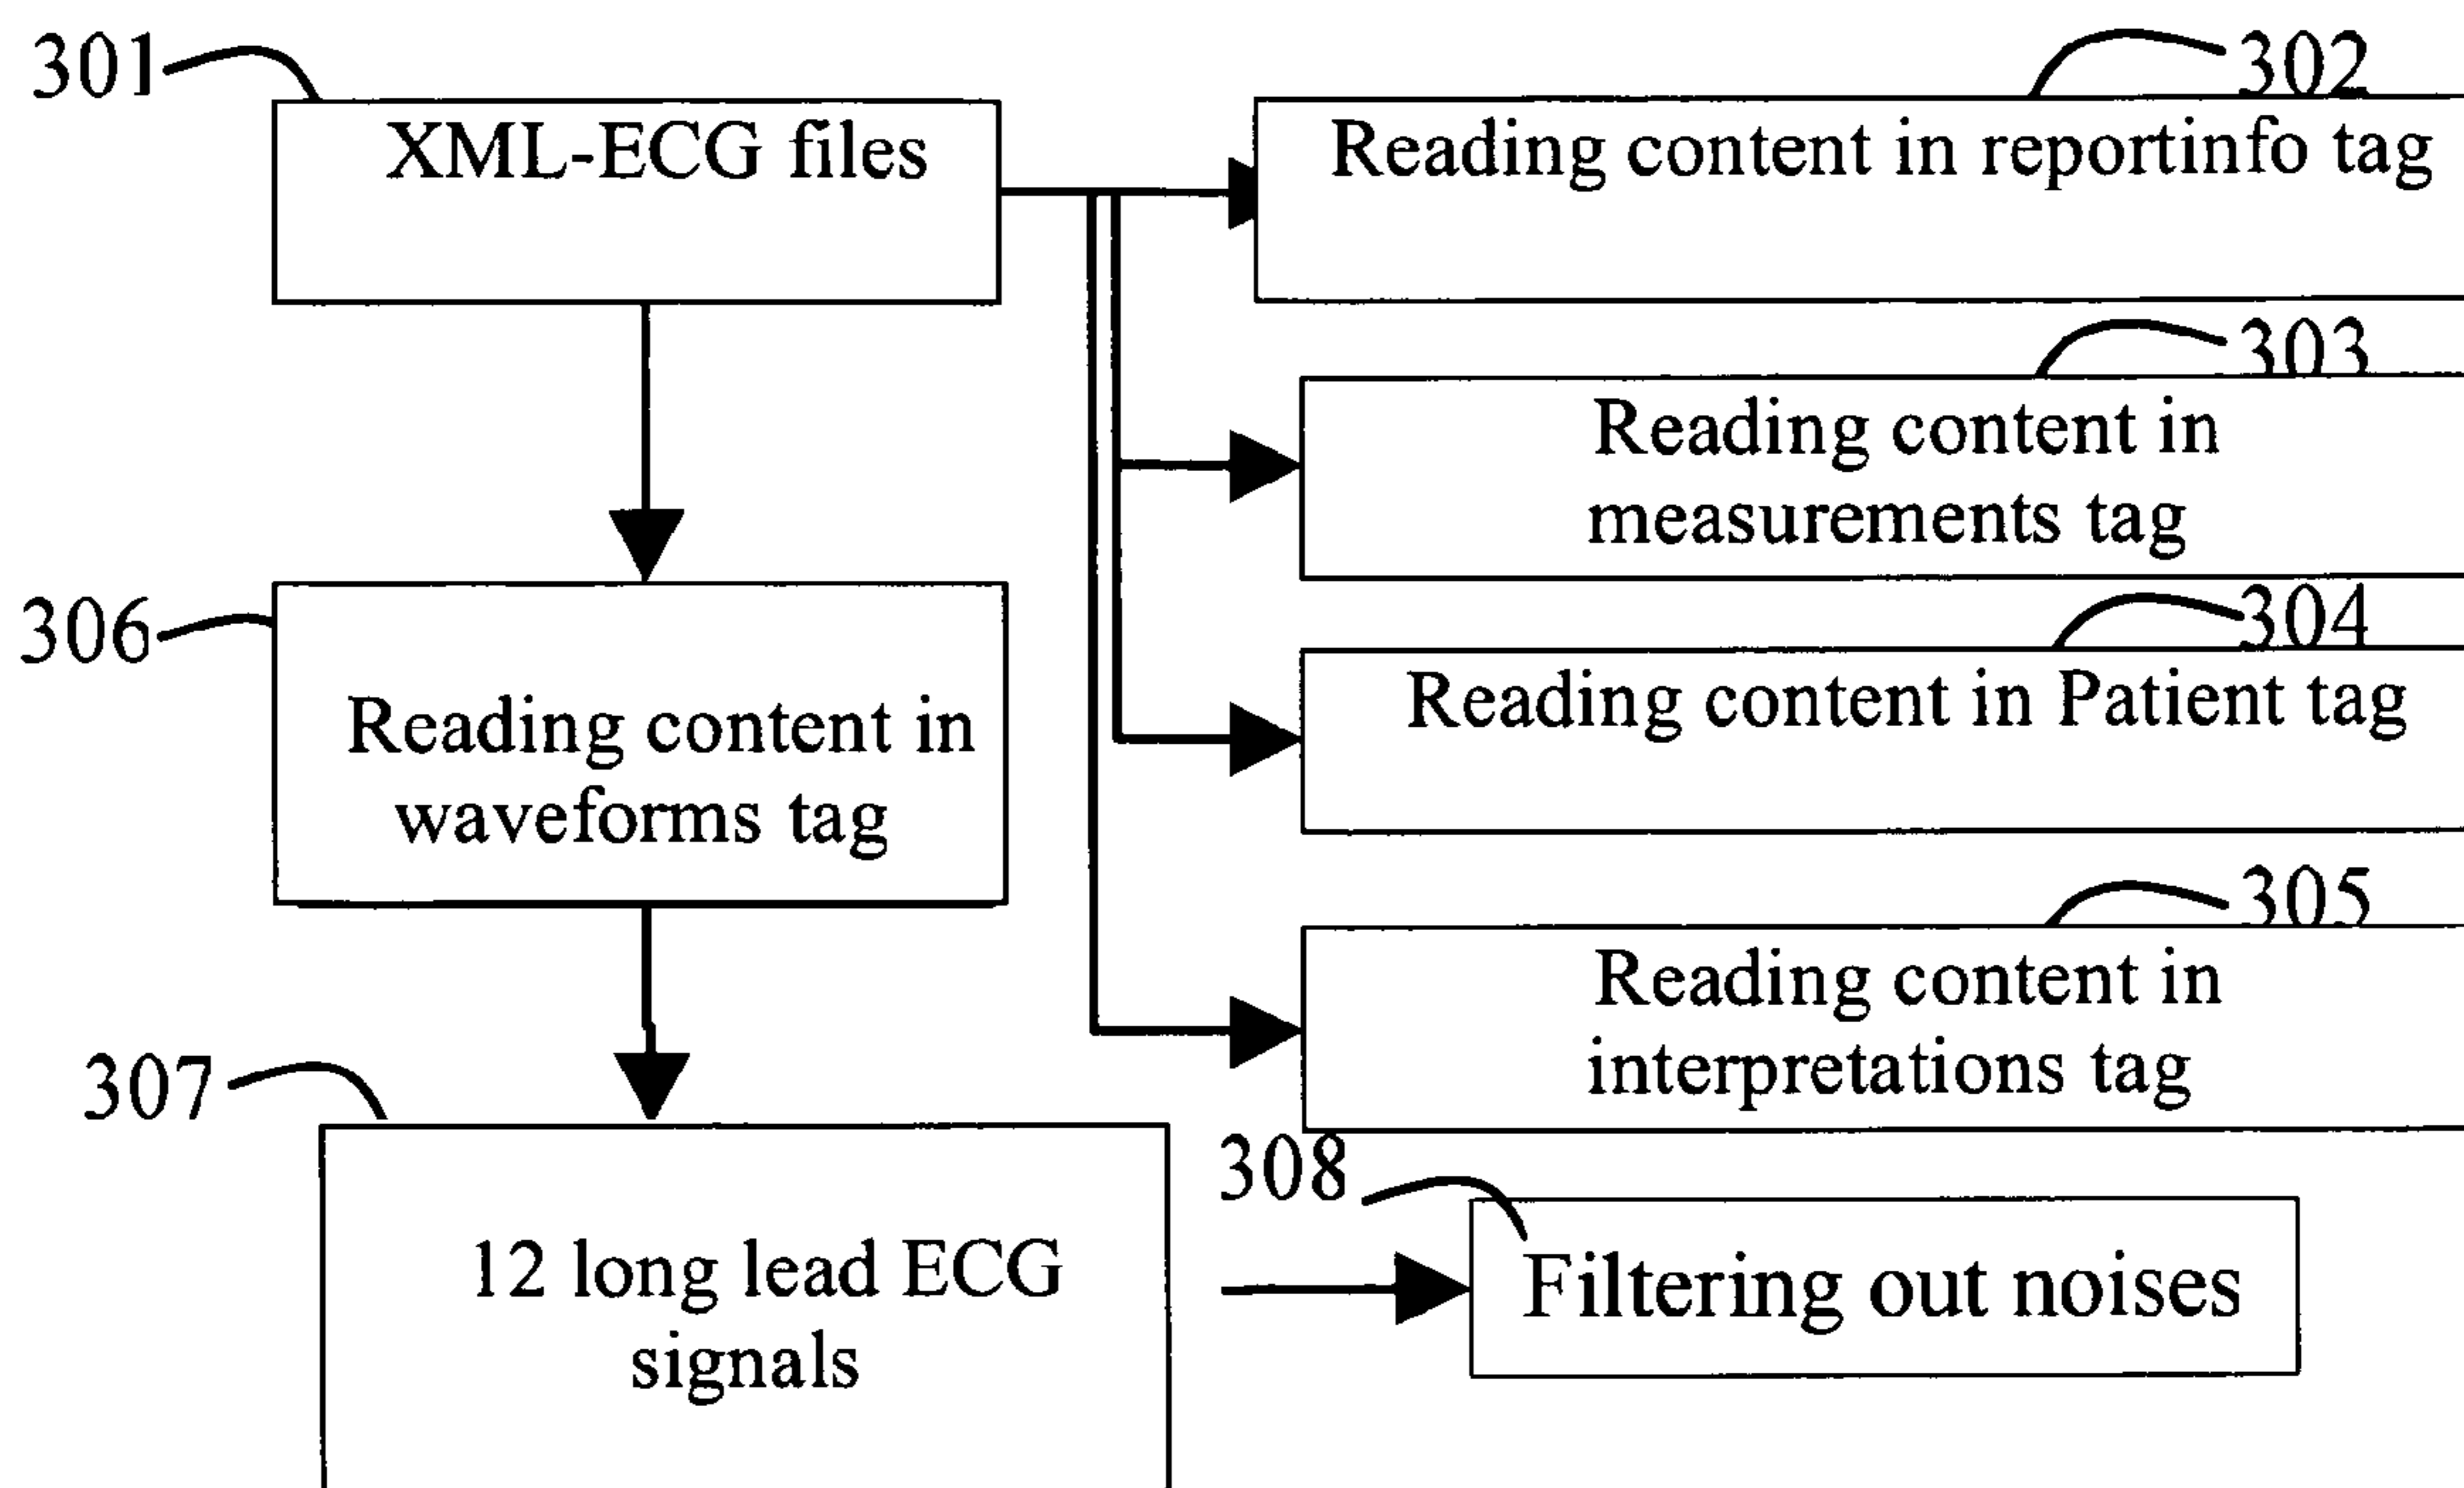 301
XML-ECG files
302
Reading content in reportinfo tag
303
Reading content in
measurements tag
306
Reading content in
waveforms tag
304
Reading content in Patient tag
305
Reading content in
interpretations tag
307
12 long lead ECG
signals
308
Filtering out noises